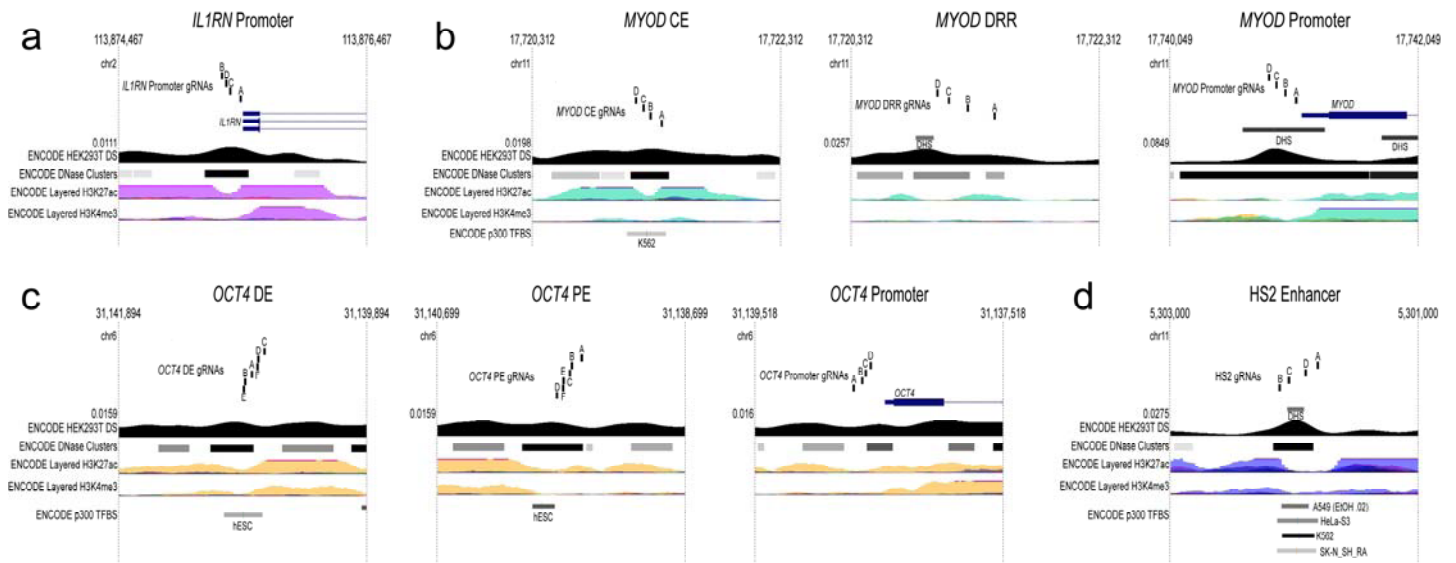 a
IL1RN Promoter
113,874,467 113,876,467
chr2
B
D
C
A
IL1RN Promoter gRNAs
IL1RN
0.0111
ENCODE HEK293T DS
ENCODE DNase Clusters
ENCODE Layered H3K27ac
ENCODE Layered H3K4me3
b
MYOD CE
17,720,312 17,722,312
chr11
D
C
B
A
MYOD CE gRNAs
0.0198
ENCODE HEK293T DS
ENCODE DNase Clusters
ENCODE Layered H3K27ac
ENCODE Layered H3K4me3
ENCODE p300 TFBS
K562
MYOD DRR
17,720,312 17,722,312
chr11
D
C
B
A
MYOD DRR gRNAs
0.0257
DHS
MYOD Promoter
17,740,049 17,742,049
chr11
D
C
B
A
MYOD Promoter gRNAs
MYOD
0.0849
DHS
DHS
c
OCT4 DE
31,141,894 31,139,894
chr6
C
D
A
F
B
E
OCT4 DE gRNAs
0.0159
ENCODE HEK293T DS
ENCODE DNase Clusters
ENCODE Layered H3K27ac
ENCODE Layered H3K4me3
ENCODE p300 TFBS
hESC
OCT4 PE
31,140,699 31,138,699
chr6
A
B
E
C
D
F
OCT4 PE gRNAs
0.0159
hESC
OCT4 Promoter
31,139,518 31,137,518
chr6
D
C
B
A
OCT4 Promoter gRNAs
OCT4
0.016
d
HS2 Enhancer
5,303,000 5,301,000
chr11
A
D
C
B
HS2 gRNAs
0.0275
DHS
ENCODE HEK293T DS
ENCODE DNase Clusters
ENCODE Layered H3K27ac
ENCODE Layered H3K4me3
ENCODE p300 TFBS
A549 (EtOH .02)
HeLa-S3
K562
SK-N_SH_RA